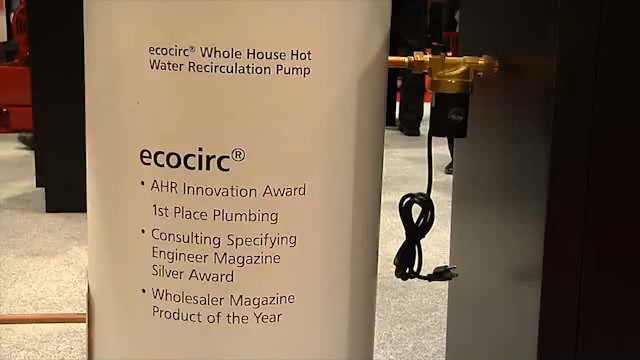 ecocirc® Whole House Hot
Water Recirculation Pump
ecocirc®
• AHR Innovation Award
1st Place Plumbing
• Consulting Specifying
Engineer Magazine
Silver Award
• Wholesaler Magazine
Product of the Year